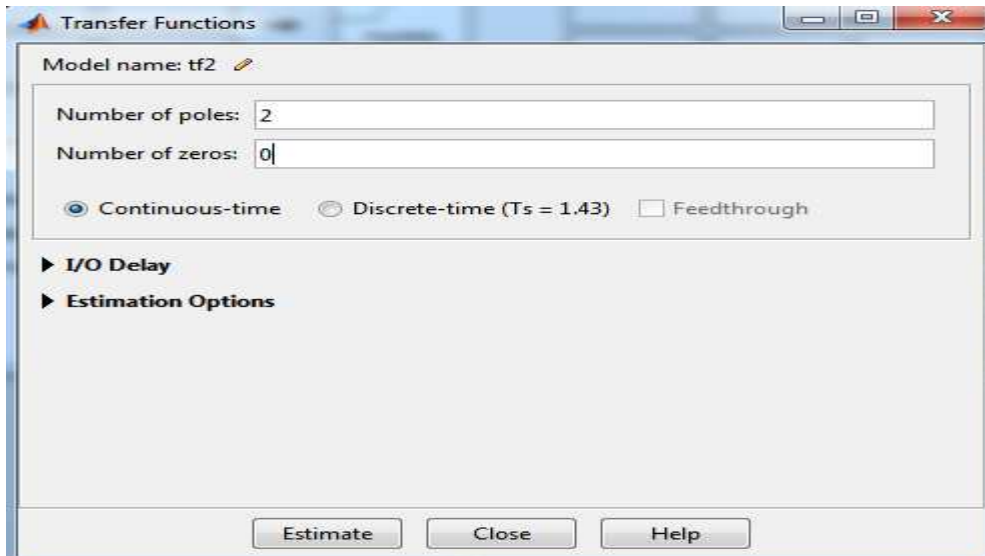 Transfer Functions
Model name: tf2
Number of poles: 2
Number of zeros: 0
Continuous-time Discrete-time (Ts = 1.43) Feedthrough
I/O Delay
Estimation Options
Estimate Close Help